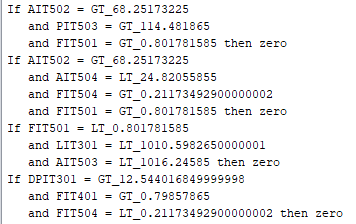 If AIT502 = GT_68.25173225
and PIT503 = GT_114.481865
and FIT501 = GT_0.801781585 then zero
If AIT502 = GT_68.25173225
and AIT504 = LT_24.82055855
and FIT504 = GT_0.21173492900000002
and FIT501 = GT_0.801781585 then zero
If FIT501 = LT_0.801781585
and LIT301 = LT_1010.5982650000001
and AIT503 = LT_1016.24585 then zero
If DPIT301 = GT_12.544016849999998
and FIT401 = GT_0.79857865
and FIT504 = LT_0.21173492900000002 then zero